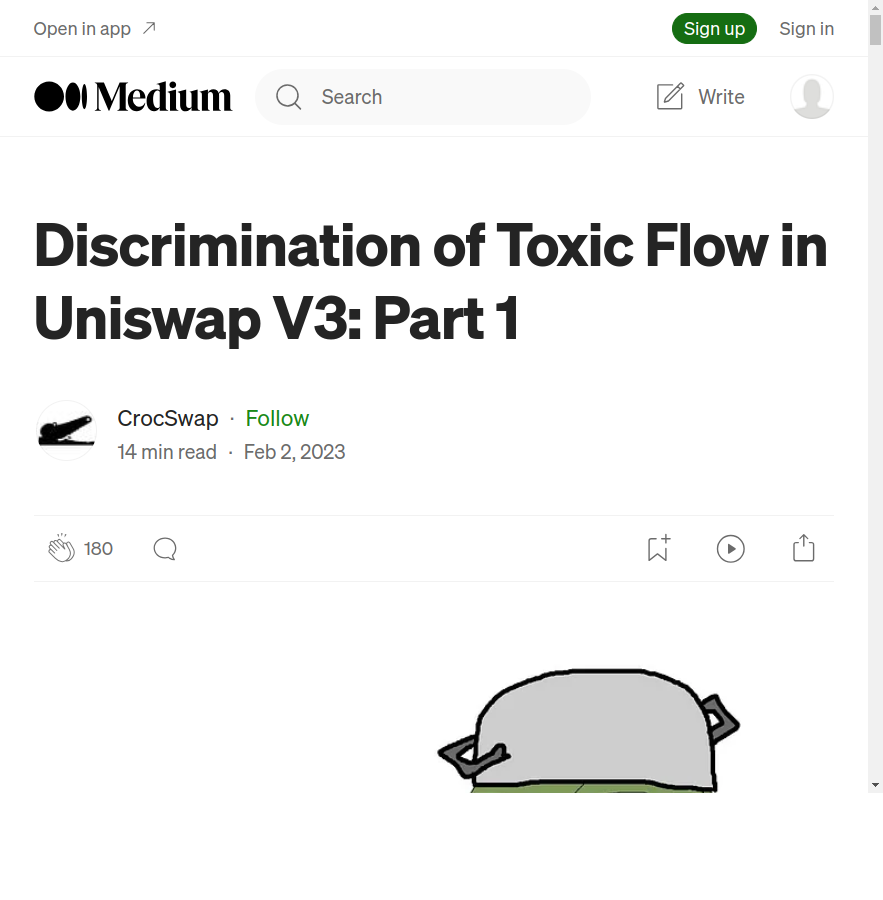 Open in app
Sign up
Sign in
Medium
Search
Write
Discrimination of Toxic Flow in
Uniswap V3: Part 1
CrocSwap · Follow
14 min read · Feb 2, 2023
180